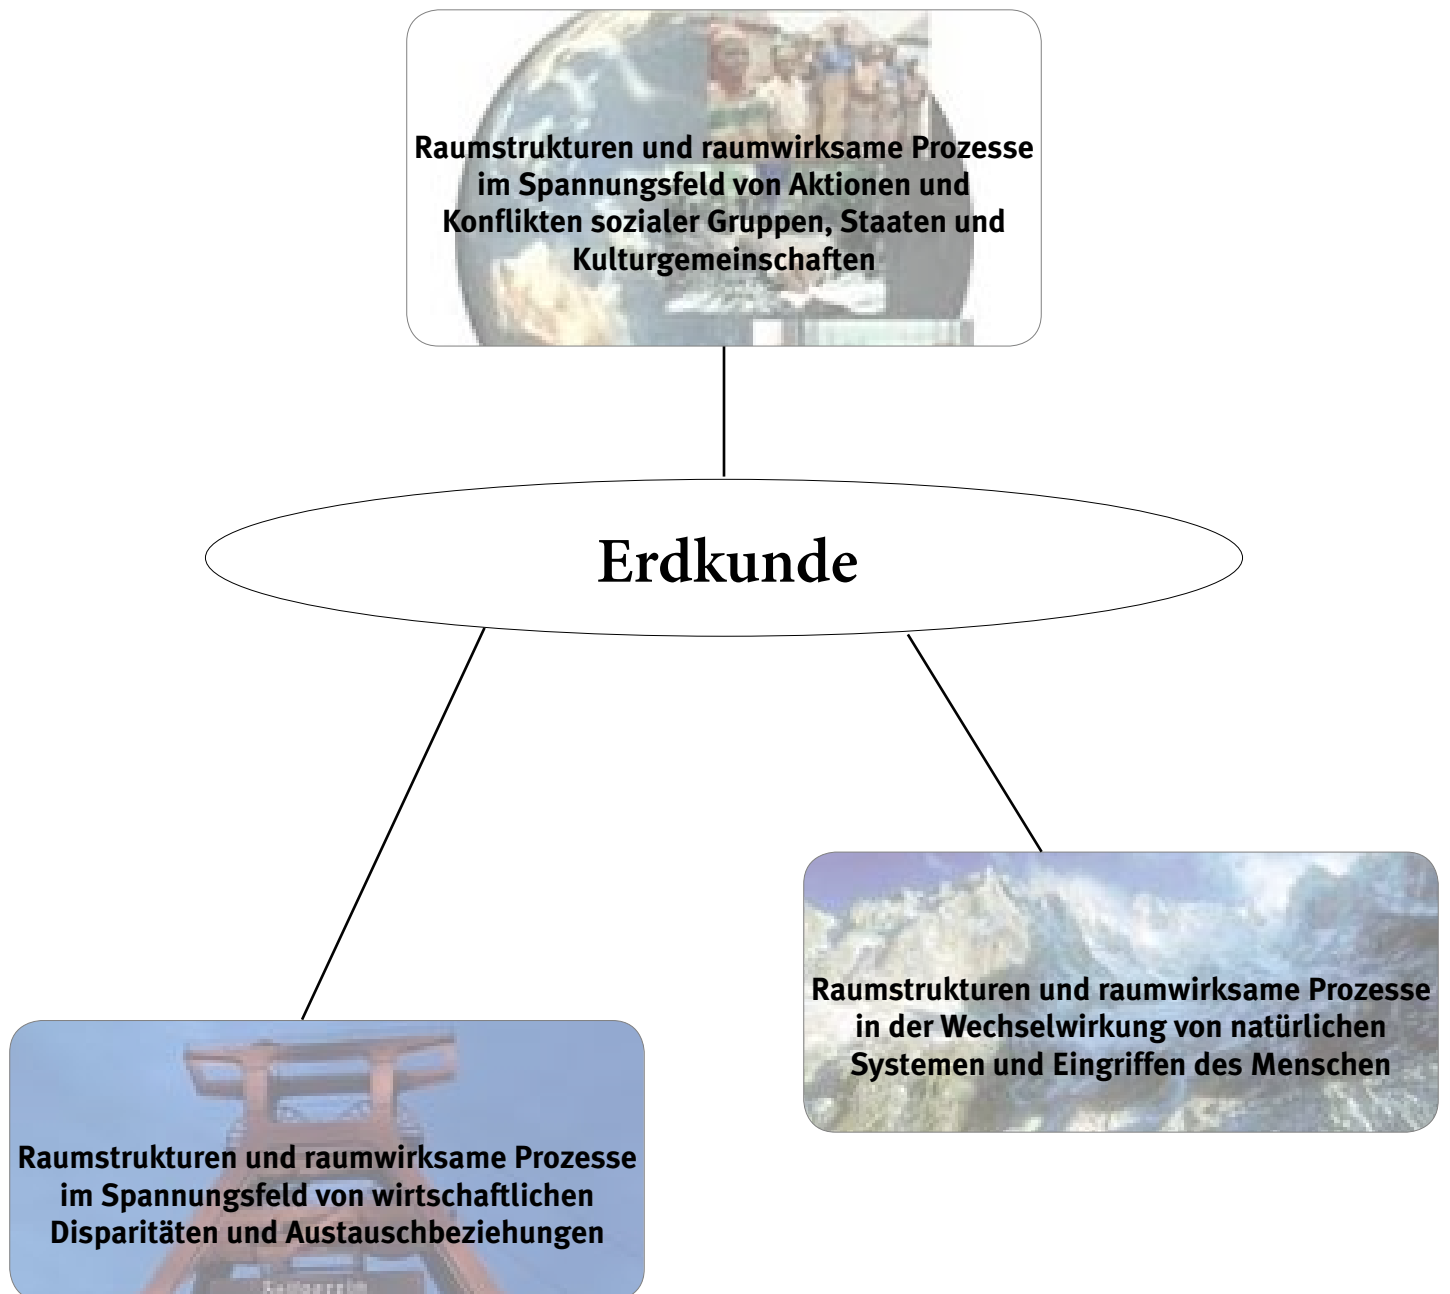 Raumstrukturen und raumwirksame Prozesse
im Spannungsfeld von Aktionen und
Konflikten sozialer Gruppen, Staaten und
Kulturgemeinschaften
Erdkunde
Raumstrukturen und raumwirksame Prozesse
in der Wechselwirkung von natürlichen
Systemen und Eingriffen des Menschen
Raumstrukturen und raumwirksame Prozesse
im Spannungsfeld von wirtschaftlichen
Disparitäten und Austauschbeziehungen